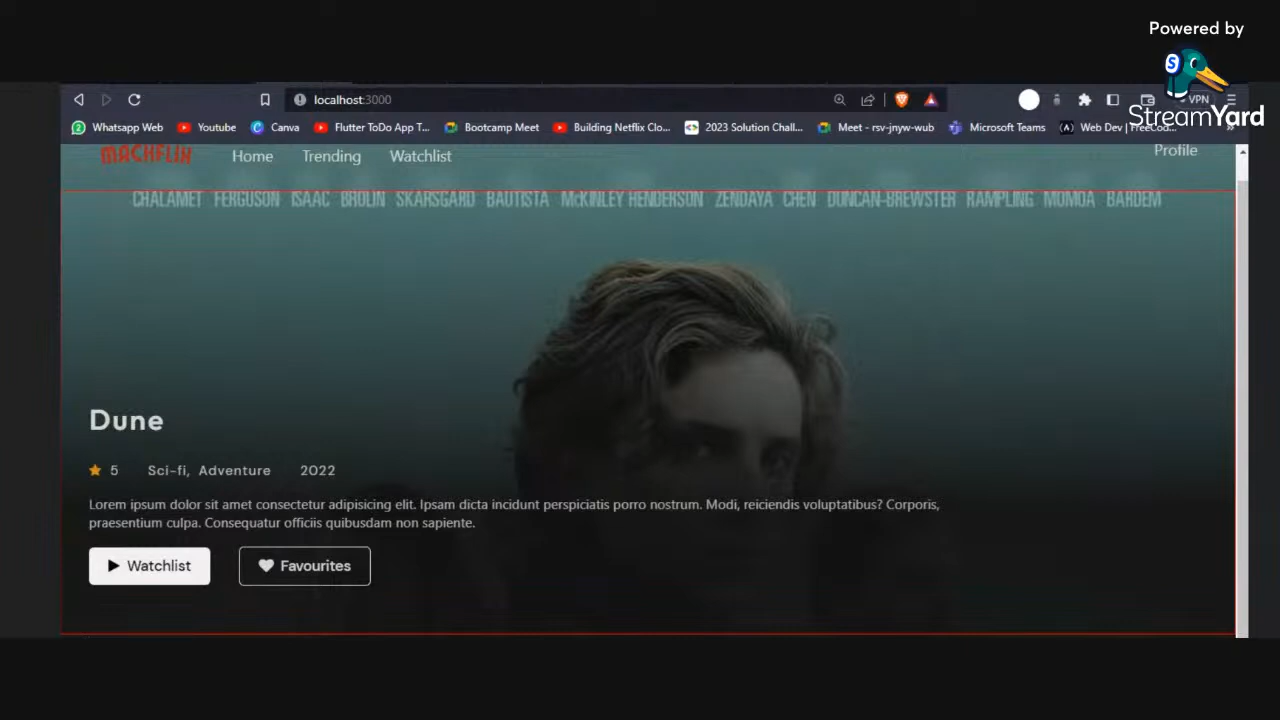 Powered by
StreamYard
localhost:3000
VPN
Whatsapp Web
Youtube
Canva
Flutter ToDo App T...
Bootcamp Meet
Building Netflix Clo...
2023 Solution Chall...
Meet - rsv-jnyw-wub
Microsoft Teams
Web Dev | FreeCod...
MACHFLIX
Home
Trending
Watchlist
Profile
CHALAMET FERGUSON ISAAC BROLIN SKARSGARD BAUTISTA McKINLEY HENDERSON ZENDAYA CHEN DUNCAN-BREWSTER RAMPLING MOMOA BARDEM
Dune
5 Sci-fi, Adventure 2022
Lorem ipsum dolor sit amet consectetur adipisicing elit. Ipsam dicta incidunt perspiciatis porro nostrum. Modi, reiciendis voluptatibus? Corporis,
praesentium culpa. Consequatur officiis quibusdam non sapiente.
Watchlist
Favourites